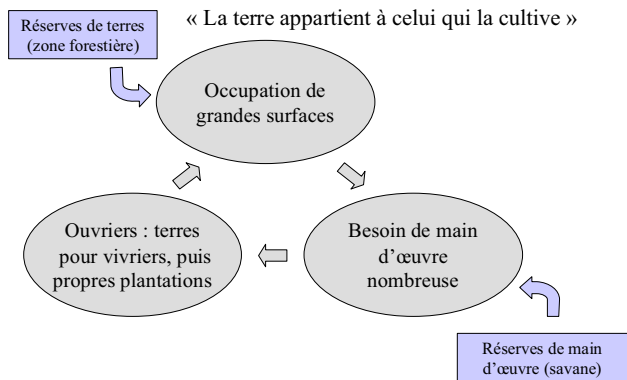 « La terre appartient à celui qui la cultive »
Réserves de terres
(zone forestière)
Occupation de
grandes surfaces
Ouvriers : terres
pour vivriers, puis
propres plantations
Besoin de main
d’œuvre
nombreuse
Réserves de main
d’œuvre (savane)